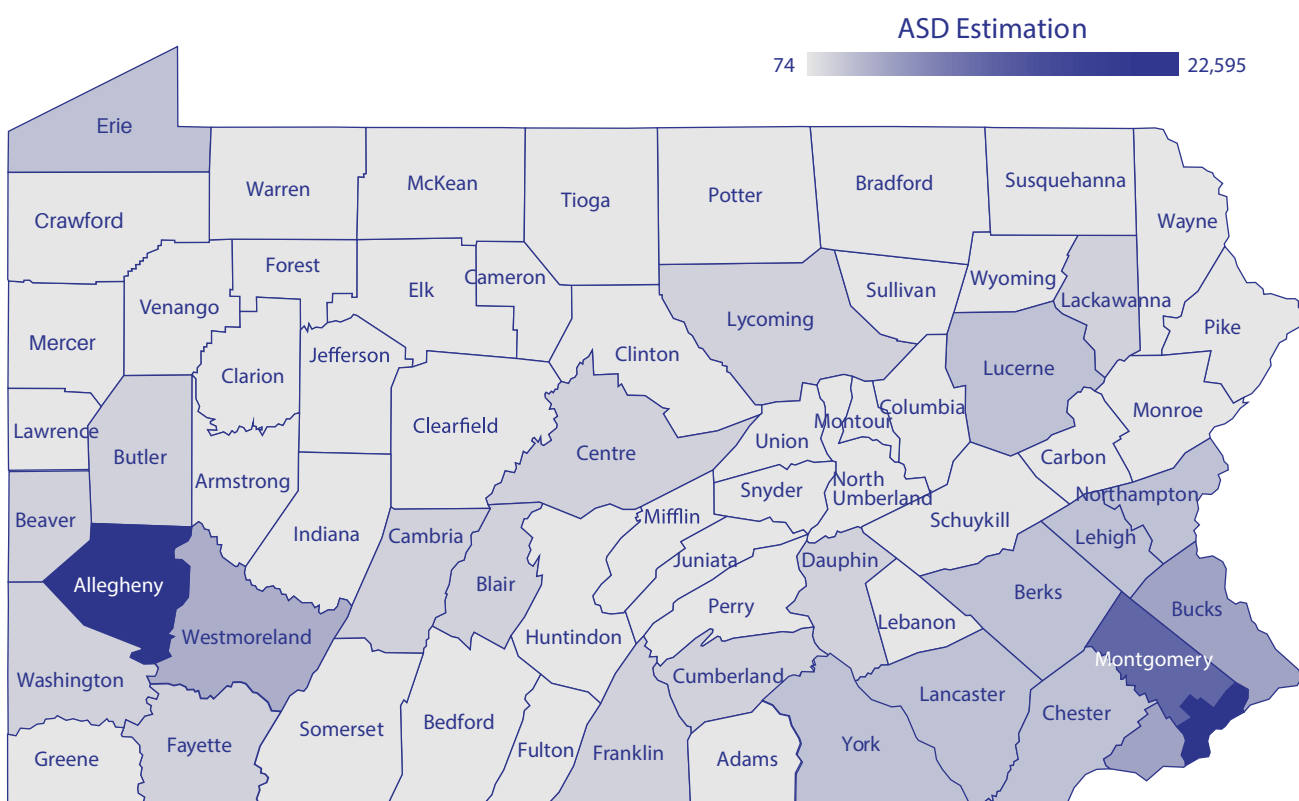 ASD Estimation
74
22,595
Erie
Warren
McKean
Tioga
Potter
Bradford
Susquehanna
Wayne
Crawford
Forest
Elk
Cameron
Venango
Sullivan
Wyoming
Lackawanna
Lycoming
Pike
Mercer
Jefferson
Clinton
Lucerne
Clarion
Columbia
Monroe
Montour
Lawrence
Clearfield
Union
Butler
Centre
Carbon
Armstrong
Snyder
North
Umberland
Northampton
Beaver
Mifflin
Schuykill
Indiana
Cambria
Lehigh
Juniata
Dauphin
Allegheny
Blair
Berks
Perry
Bucks
Westmoreland
Huntindon
Lebanon
Montgomery
Washington
Cumberland
Lancaster
Chester
Somerset
Bedford
Fayette
Fulton
Franklin
York
Greene
Adams